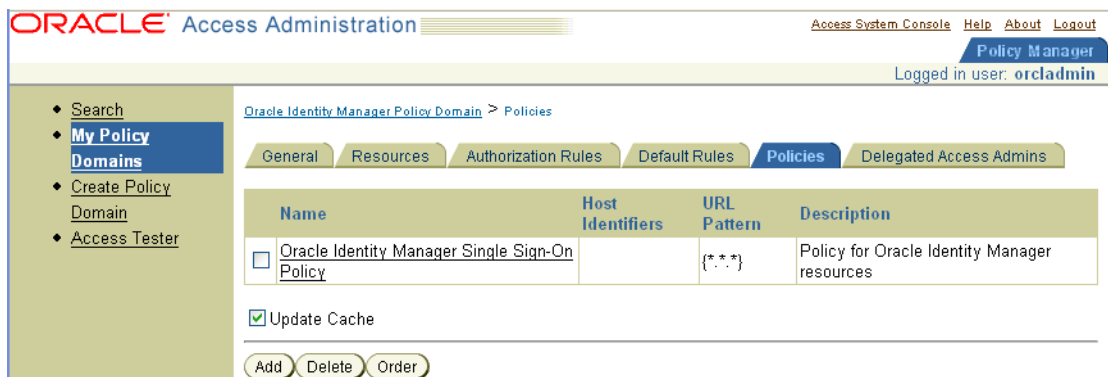 ORACLE Access Administration
Access System Console Help About Logout
Policy Manager
Logged in user: orcladmin
Search
My Policy
Domains
Create Policy
Domain
Access Tester
Oracle Identity Manager Policy Domain > Policies
General Resources Authorization Rules Default Rules Policies Delegated Access Admins
Name Host Identifiers URL Pattern Description
Oracle Identity Manager Single Sign-On
Policy
{*.*.*}
Policy for Oracle Identity Manager
resources
Update Cache
Add Delete Order